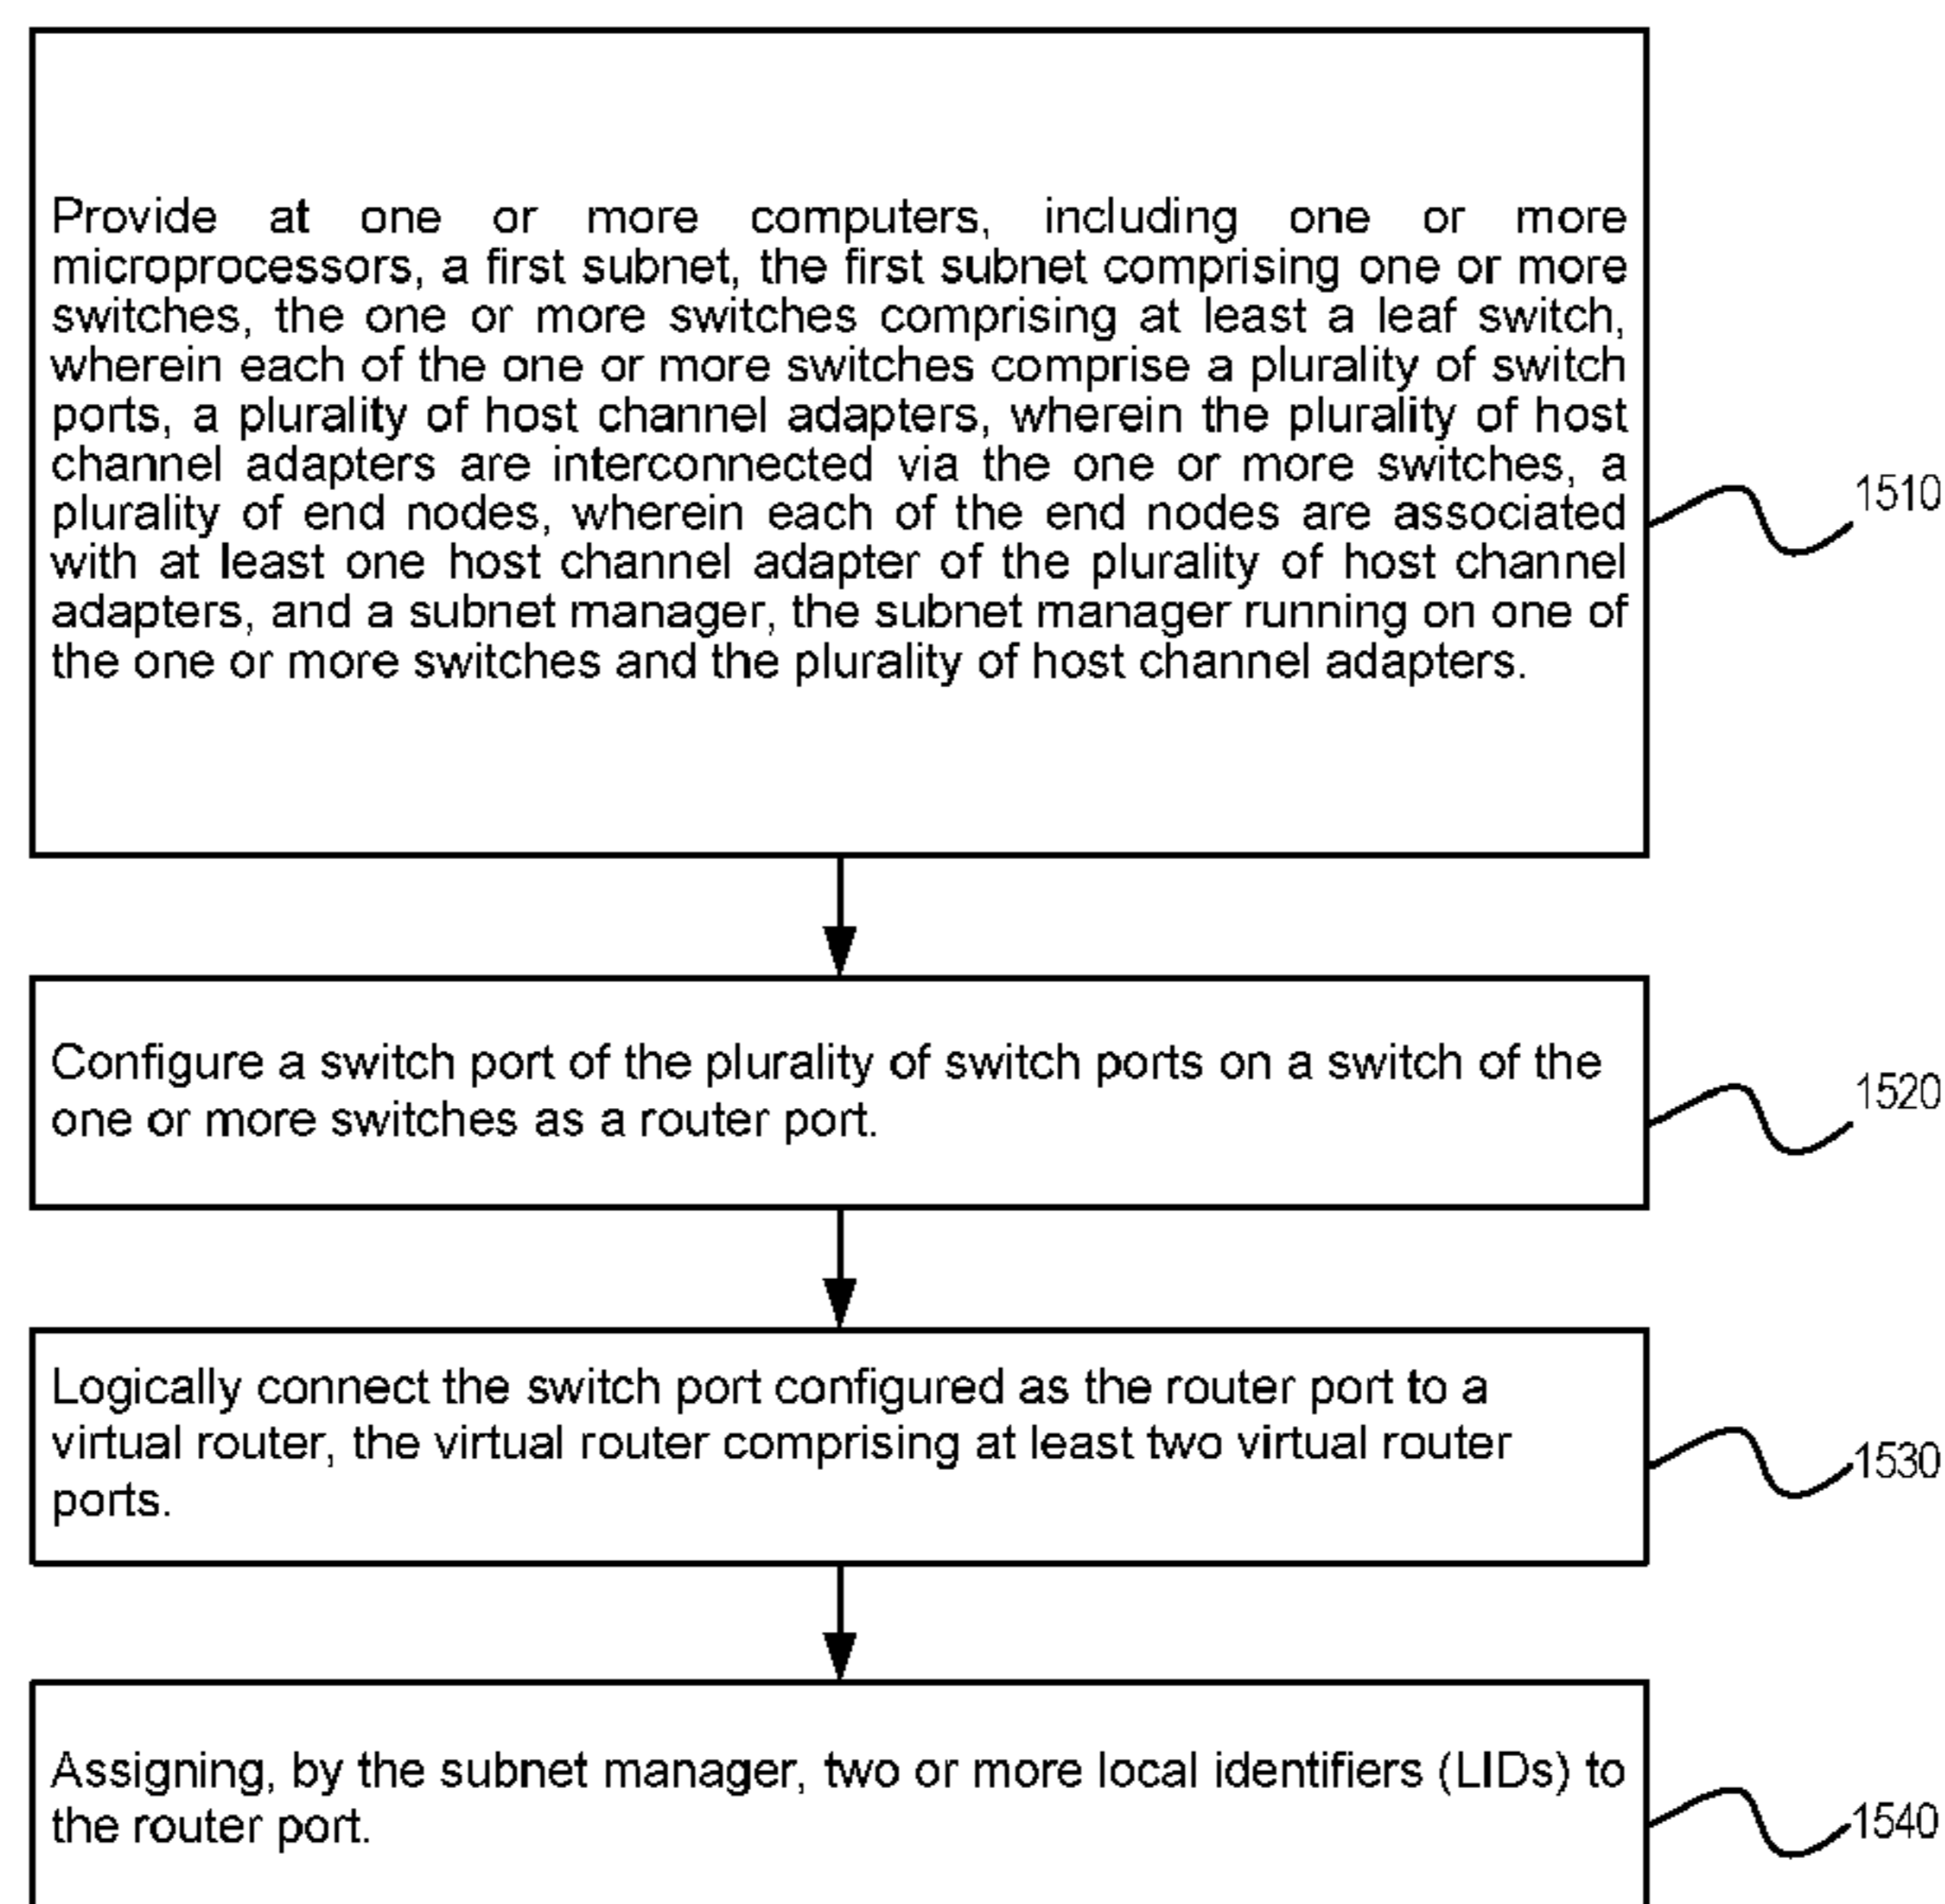 Provide at one or more computers, including one or more
microprocessors, a first subnet, the first subnet comprising one or more
switches, the one or more switches comprising at least a leaf switch,
wherein each of the one or more switches comprise a plurality of switch
ports, a plurality of host channel adapters, wherein the plurality of host
channel adapters are interconnected via the one or more switches, a
plurality of end nodes, wherein each of the end nodes are associated
with at least one host channel adapter of the plurality of host channel
adapters, and a subnet manager, the subnet manager running on one of
the one or more switches and the plurality of host channel adapters.
1510
Configure a switch port of the plurality of switch ports on a switch of the
one or more switches as a router port.
1520
Logically connect the switch port configured as the router port to a
virtual router, the virtual router comprising at least two virtual router
ports.
1530
Assigning, by the subnet manager, two or more local identifiers (LIDs) to
the router port.
1540